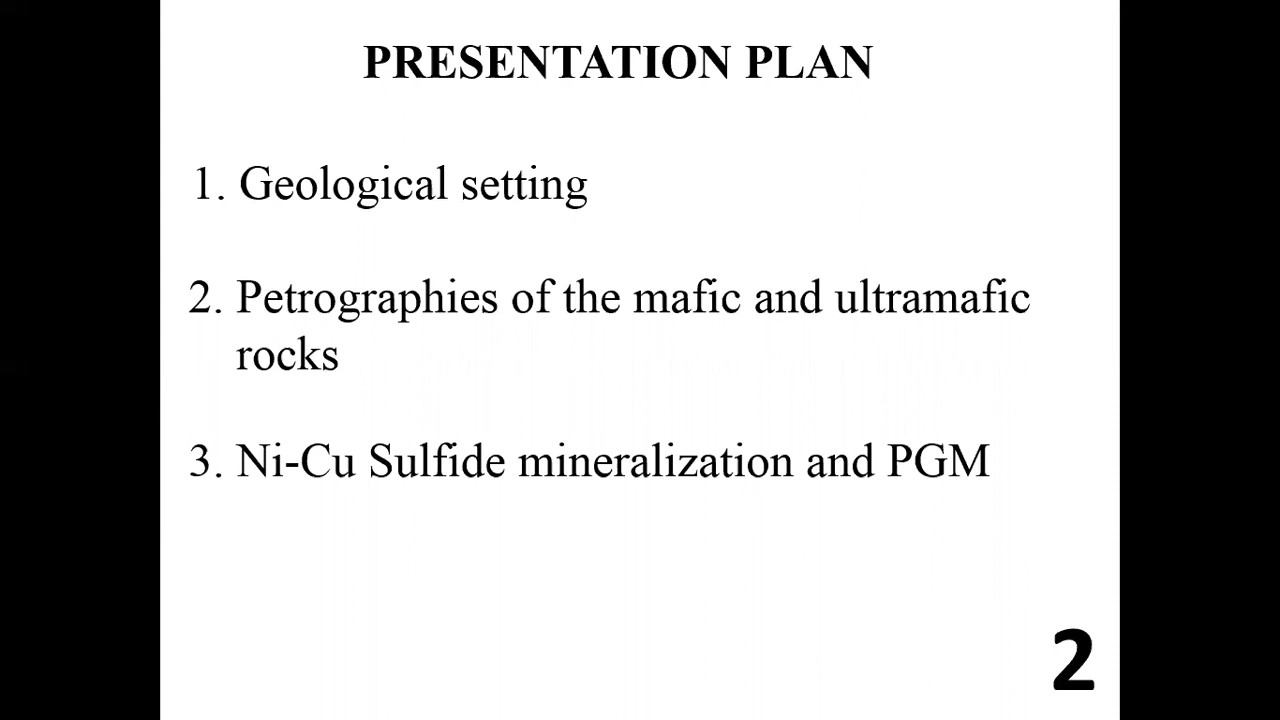 PRESENTATION PLAN
1. Geological setting
2. Petrographies of the mafic and ultramafic
rocks
3. Ni-Cu Sulfide mineralization and PGM
2